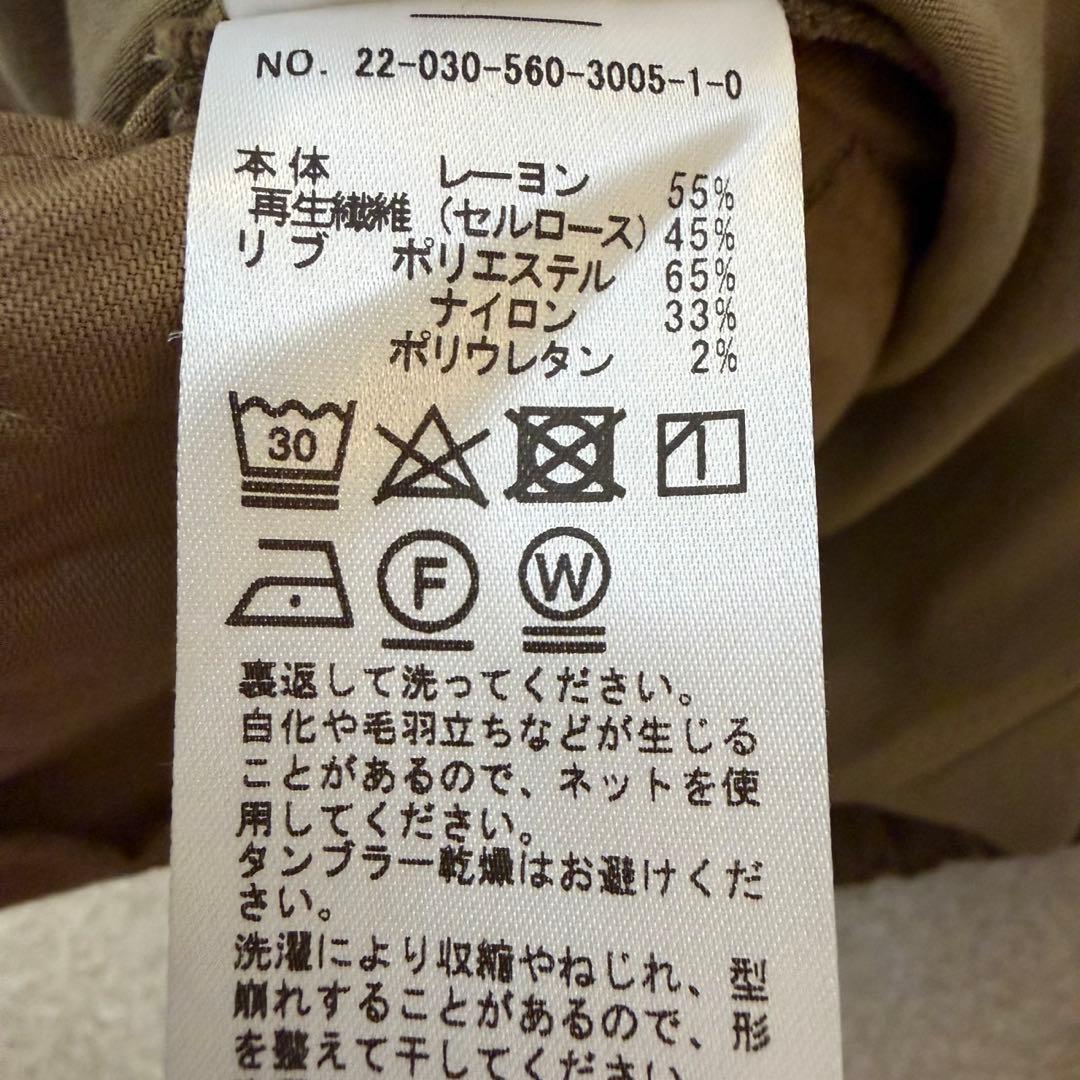 NO. 22-030-560-3005-1-0
本体 レーヨン 55%
再生繊維(セルロース) 45%
リブ ポリエステル 65%
ナイロン 33%
ポリウレタン 2%
30
F W
裏返して洗ってください。
白化や毛羽立ちなどが生じる
ことがあるので、ネットを使
用してください。
タンブラー乾燥はお避けくだ
さい。
洗濯により収縮やねじれ、型
崩れすることがあるので、形
を整えて干してください